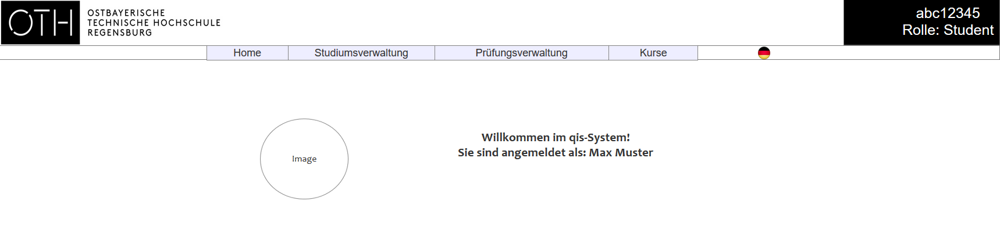 OTH
OSTBAYERISCHE
TECHNISCHE HOCHSCHULE
REGENSBURG
abc12345
Rolle: Student
Home
Studiumsverwaltung
Prüfungsverwaltung
Kurse
Willkommen im qis-System!
Sie sind angemeldet als: Max Muster
Image